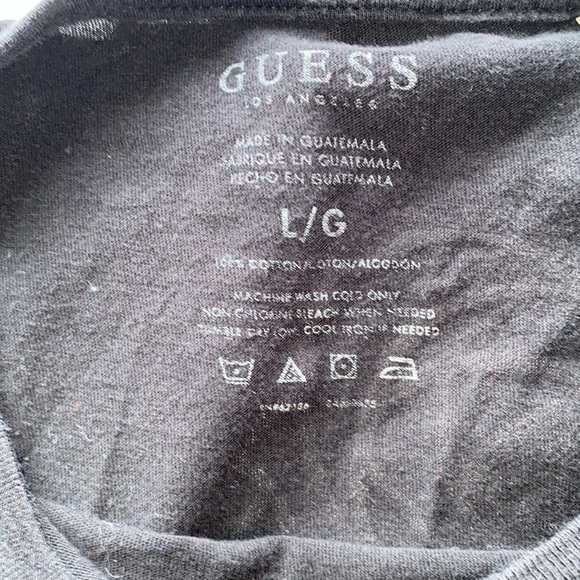 GUESS
LOS ANGELES
MADE IN GUATEMALA
FABRIQUE EN GUATEMALA
HECHO EN GUATEMALA
L/G
100% COTTON/COTON/ALGODÓN
MACHINE WASH COLD ONLY
NON-CHLORINE BLEACH WHEN NEEDED
TUMBLE DRY LOW COOL IRON IF NEEDED